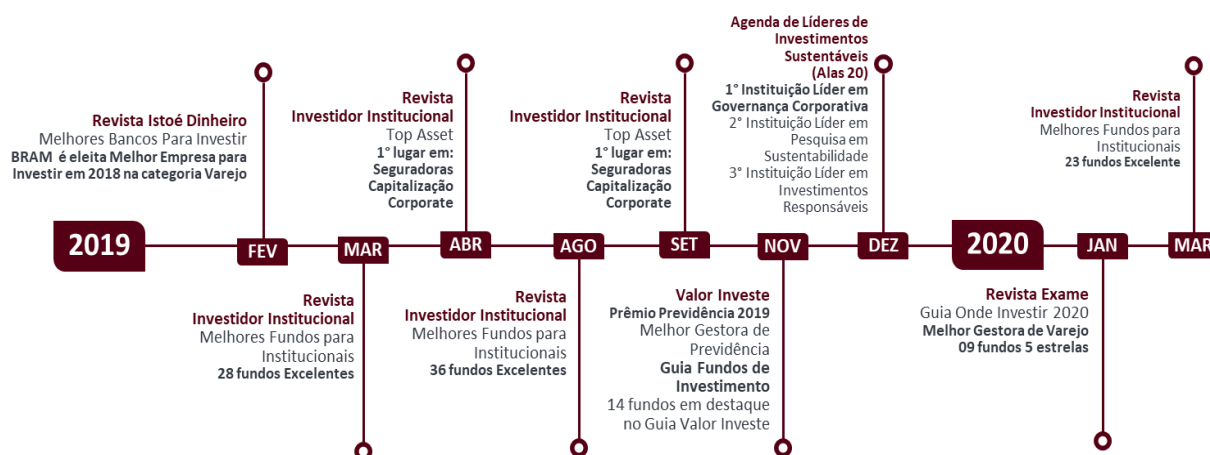 2019
FEV
Revista Istoé Dinheiro
Melhores Bancos Para Investir
BRAM é eleita Melhor Empresa para
Investir em 2018 na categoria Varejo
MAR
Revista
Investidor Institucional
Melhores Fundos para
Institucionais
28 fundos Excelentes
ABR
Revista
Investidor Institucional
Top Asset
1° lugar em:
Seguradoras
Capitalização
Corporate
AGO
Revista
Investidor Institucional
Melhores Fundos para
Institucionais
36 fundos Excelentes
SET
Revista
Investidor Institucional
Top Asset
1° lugar em:
Seguradoras
Capitalização
Corporate
NOV
Valor Investe
Prêmio Previdência 2019
Melhor Gestora de
Previdência
Guia Fundos de
Investimento
14 fundos em destaque
no Guia Valor Investe
DEZ
Agenda de Líderes de
Investimentos
Sustentáveis
(Alas 20)
1° Instituição Líder em
Governança Corporativa
2° Instituição Líder em
Pesquisa em
Sustentabilidade
3° Instituição Líder em
Investimentos
Responsáveis
2020
JAN
Revista Exame
Guia Onde Investir 2020
Melhor Gestora de Varejo
09 fundos 5 estrelas
MAR
Revista
Investidor Institucional
Melhores Fundos para
Institucionais
23 fundos Excelente